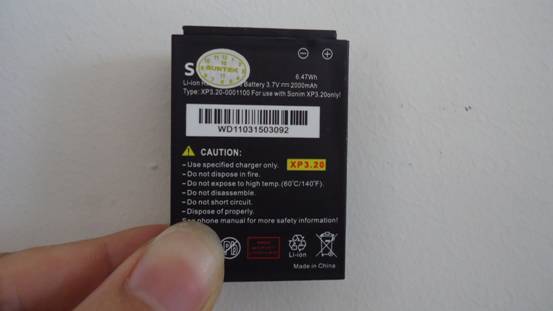 6.47Wh
Li-ion Battery 3.7V 2000mAh
Type: XP3.20-0001100 For use with Sonim XP3.20only!
SUNTEK
WD11031503092
CAUTION:
XP3.20
-Use specified charger only.
-Do not dispose in fire.
-Do not expose to high temp.(60℃/140℉).
-Do not disassemble.
-Do not short circuit.
-Dispose of properly.
See phone manual for more safety information!
Li-ion
Made in China